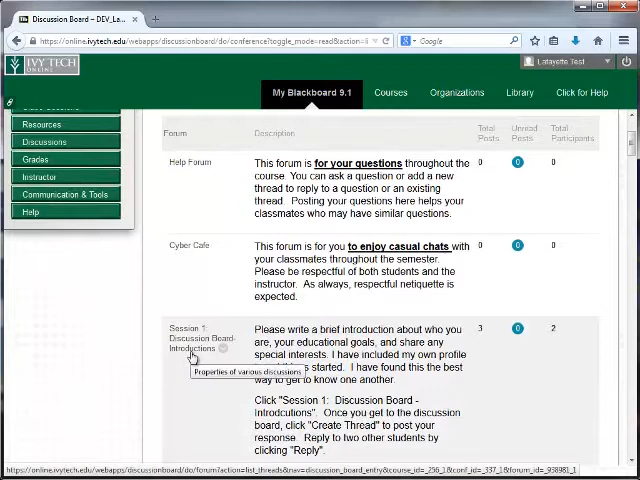 Discussion Board – DEV_La...
https://online.ivytech.edu/webapps/discussionboard/do/conference?toggle_mode=read&action=li
Google
IVY TECH
ONLINE
Lafayette Test
My Blackboard 9.1
Courses
Organizations
Library
Click for Help
Resources
Discussions
Grades
Instructor
Communication & Tools
Help
Forum
Description
Total
Posts
Unread
Posts
Total
Participants
Help Forum
This forum is for your questions throughout the
course. You can ask a question or add a new
thread to reply to a question or an existing
thread. Posting your questions here helps your
classmates who may have similar questions.
0
0
0
Cyber Cafe
This forum is for you to enjoy casual chats with
your classmates throughout the semester.
Please be respectful of both students and the
instructor. As always, respectful netiquette is
expected.
0
0
0
Session 1:
Discussion Board-
Introductions
Please write a brief introduction about who you
are, your educational goals, and share any
special interests. I have included my own profile
this started. I have found this the best
way to get to know one another.
Click "Session 1: Discussion Board -
Introdcutions". Once you get to the discussion
board, click "Create Thread" to post your
response. Reply to two other students by
clicking "Reply".
3
0
2
Properties of various discussions
https://online.ivytech.edu/webapps/discussionboard/do/forum?action=list_threads&nav=discussion_board_entry&course_id=_256_1&conf_id=_337_1&forum_id=_938981_1